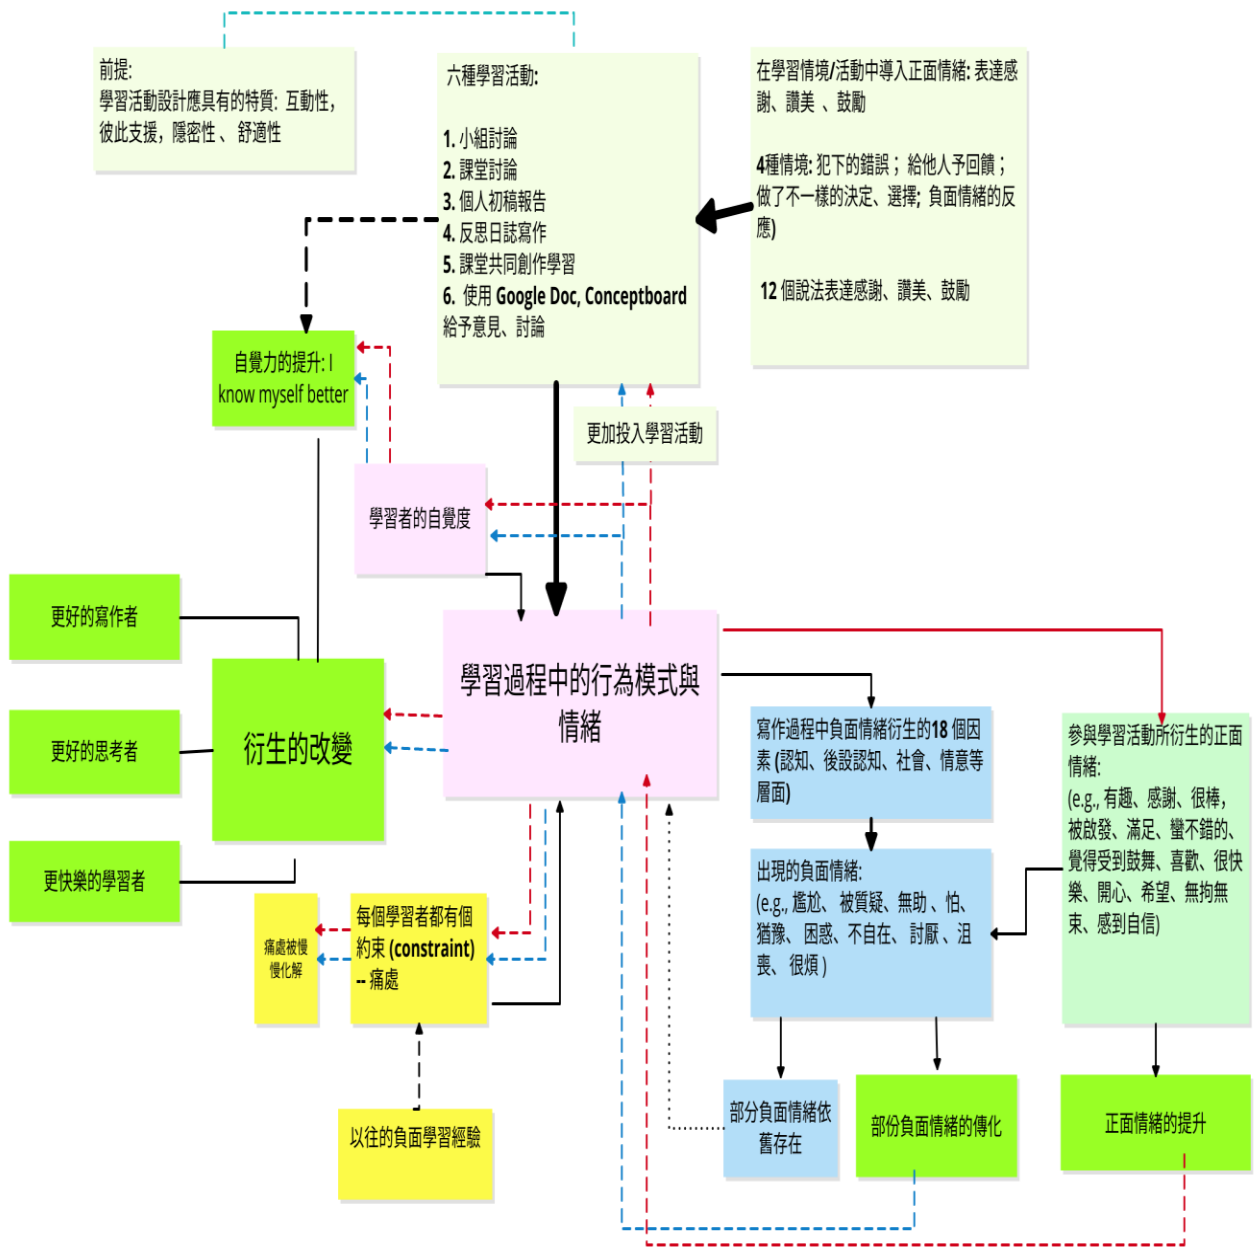 前提:
學習活動設計應具有的特質: 互動性,
彼此支援, 隱密性、舒適性
六種學習活動:
1. 小組討論
2. 課堂討論
3. 個人初稿報告
4. 反思日誌寫作
5. 課堂共同創作學習
6. 使用 Google Doc, Conceptboard
給予意見、討論
在學習情境/活動中導入正面情緒: 表達感
謝、讚美 、鼓勵
4種情境: 犯下的錯誤 ; 給他人予回饋 ;
做了不一樣的決定、選擇; 負面情緒的反
應)
12 個說法表達感謝、讚美、鼓勵
自覺力的提升: I
know myself better
更加投入學習活動
學習者的自覺度
更好的寫作者
更好的思考者
更快樂的學習者
衍生的改變
學習過程中的行為模式與
情緒
寫作過程中負面情緒衍生的18 個因
素 (認知、後設認知、社會、情意等
層面)
參與學習活動所衍生的正面
情緒:
(e.g., 有趣、感謝、很棒,
被啟發、滿足、蠻不錯的、
覺得受到鼓舞、喜歡、很快
樂、開心、希望、無拘無
束、感到自信)
出現的負面情緒:
(e.g., 尷尬、 被質疑、無助 、怕、
猶豫、 困惑、不自在、 討厭 、沮
喪、 很煩 )
痛處被慢
慢化解
每個學習者都有個
約束 (constraint)
-- 痛處
以往的負面學習經驗
部分負面情緒依
舊存在
部份負面情緒的傳化
正面情緒的提升